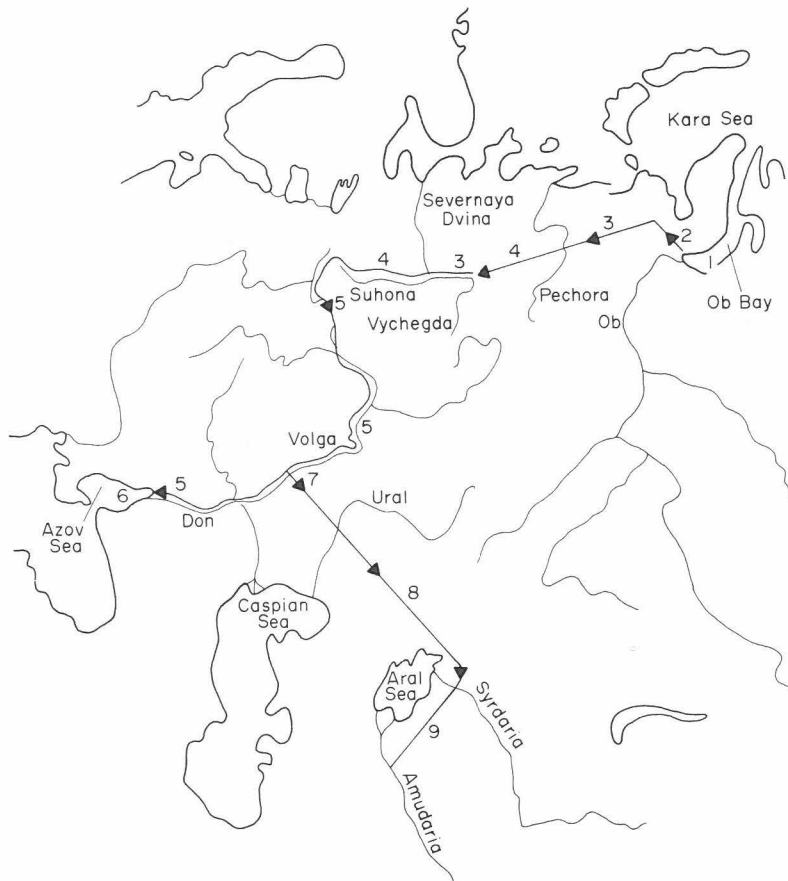 Kara Sea
Severnaya
Dvina
3
2
4
1
4
3
Suhona
Pechora
Ob Bay
5
Vychegda
Ob
Volga
5
7
5
6
Ural
Azov
Sea
Don
8
Caspian
Sea
Aral
Sea
Syrdaria
9
Amudaria